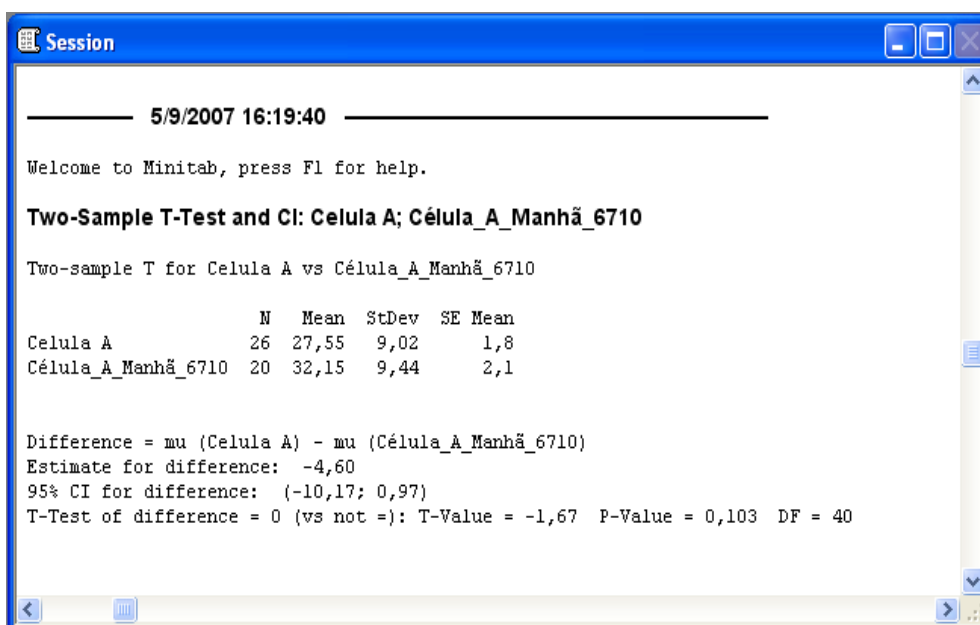 Session
5/9/2007 16:19:40
Welcome to Minitab, press F1 for help.
Two-Sample T-Test and CI: Celula A; Célula_A_Manhã_6710
Two-sample T for Celula A vs Célula_A_Manhã_6710
N Mean StDev SE Mean
Celula A 26 27,55 9,02 1,8
Célula_A_Manhã_6710 20 32,15 9,44 2,1
Difference = mu (Celula A) - mu (Célula_A_Manhã_6710)
Estimate for difference: -4,60
95% CI for difference: (-10,17; 0,97)
T-Test of difference = 0 (vs not =): T-Value = -1,67 P-Value = 0,103 DF = 40